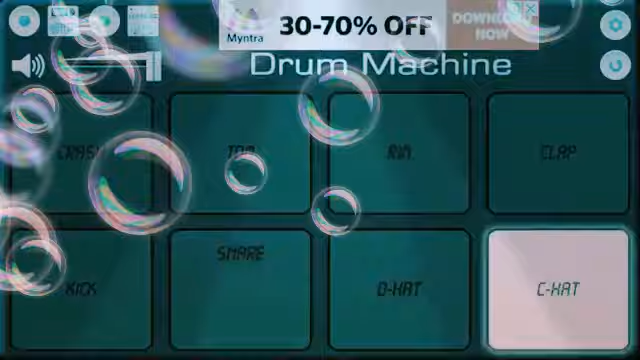 Myntra
30-70% OFF
DOWNLOAD
NOW
Drum Machine
CRASH
TOM
RIM
CLAP
KICK
SNARE
O-HAT
C-HAT